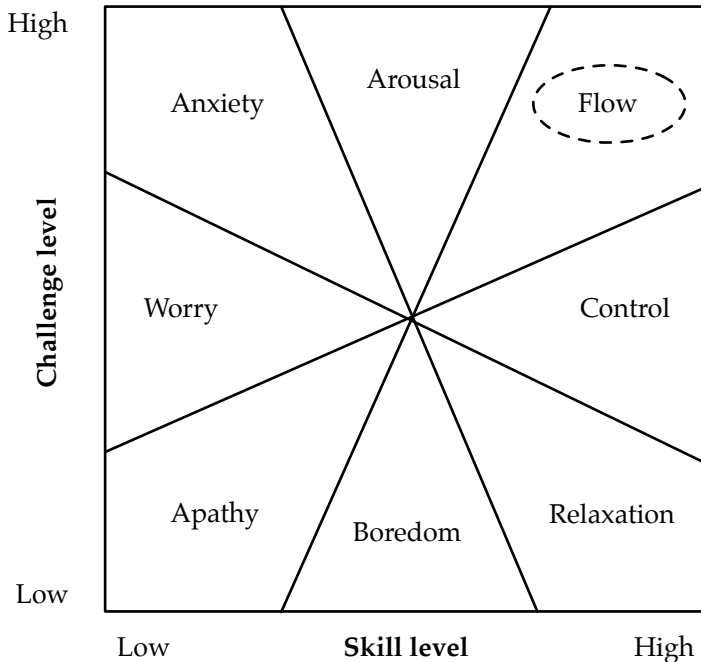 High
Arousal
Anxiety
Flow
Challenge level
Worry
Control
Apathy
Boredom
Relaxation
Low
Low
Skill level
High